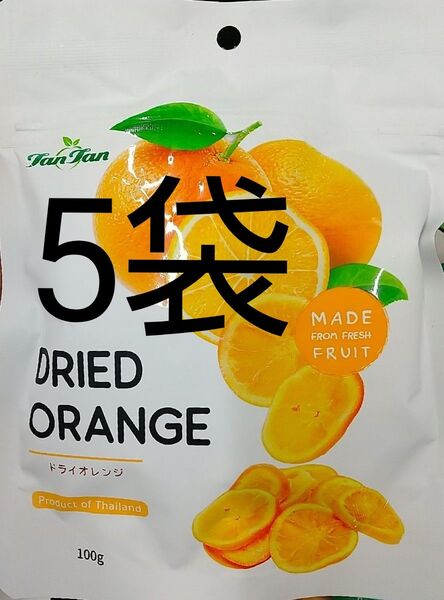 Tan Tan
5袋
MADE
FROM FRESH
FRUIT
DRIED
ORANGE
ドライオレンジ
Product of Thailand
100g